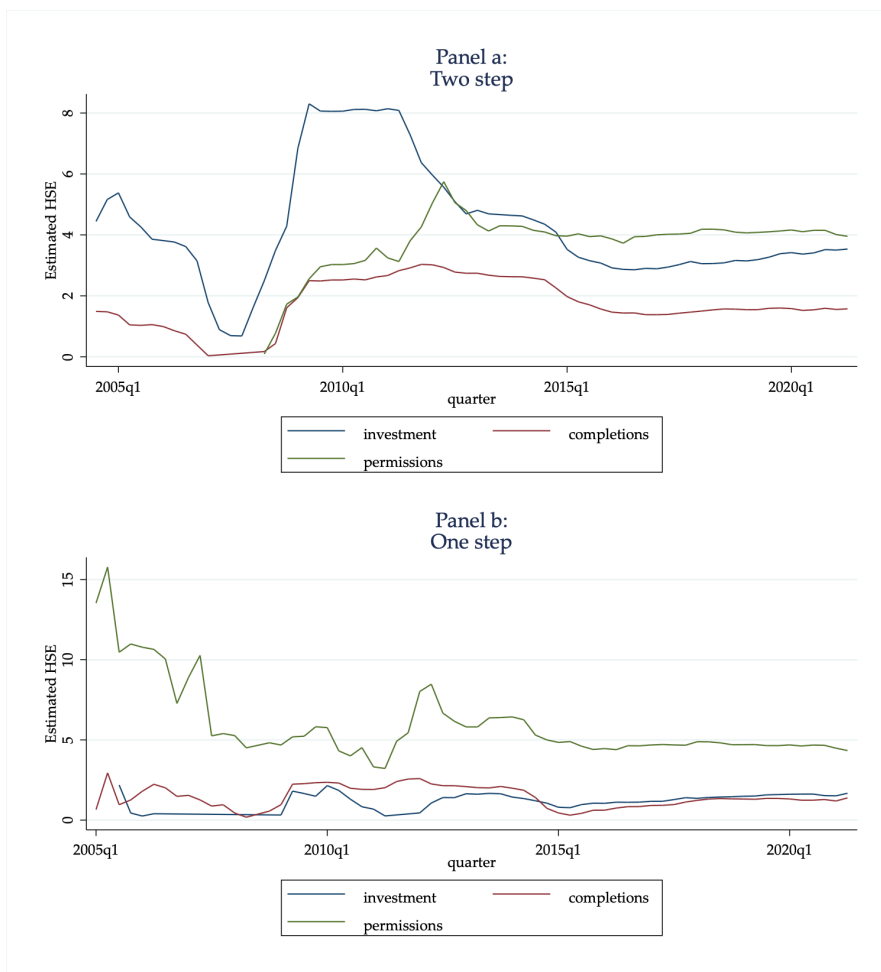 Panel a:
Two step
Estimated HSE
8
6
4
2
0
2005q1 2010q1 2015q1 2020q1
quarter
investment completions
permissions
Panel b:
One step
Estimated HSE
15
10
5
0
2005q1 2010q1 2015q1 2020q1
quarter
investment completions
permissions